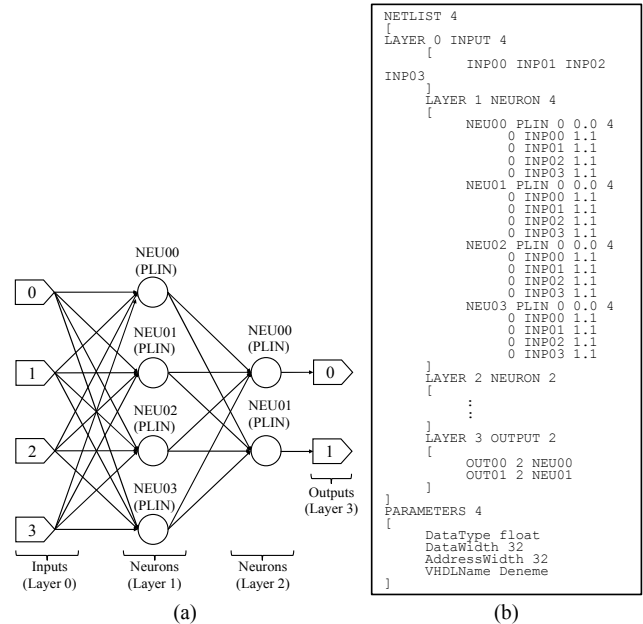 NEU00
(PLIN)
0
NEU01
(PLIN)
NEU00
(PLIN)
1
0
NEU02
(PLIN)
NEU01
(PLIN)
2
1
NEU03
(PLIN)
Outputs
(Layer 3)
3
Inputs
(Layer 0)
Neurons
(Layer 1)
Neurons
(Layer 2)
(a)
NETLIST 4
[
LAYER 0 INPUT 4
[
INP00 INP01 INP02
INP03
]
LAYER 1 NEURON 4
[
NEU00 PLIN 0 0.0 4
0 INP00 1.1
0 INP01 1.1
0 INP02 1.1
0 INP03 1.1
NEU01 PLIN 0 0.0 4
0 INP00 1.1
0 INP01 1.1
0 INP02 1.1
0 INP03 1.1
NEU02 PLIN 0 0.0 4
0 INP00 1.1
0 INP01 1.1
0 INP02 1.1
0 INP03 1.1
NEU03 PLIN 0 0.0 4
0 INP00 1.1
0 INP01 1.1
0 INP02 1.1
0 INP03 1.1
]
LAYER 2 NEURON 2
[
:
:
]
LAYER 3 OUTPUT 2
[
OUT00 2 NEU00
OUT01 2 NEU01
]
]
PARAMETERS 4
[
DataType float
DataWidth 32
AddressWidth 32
VHDLName Deneme
]
(b)